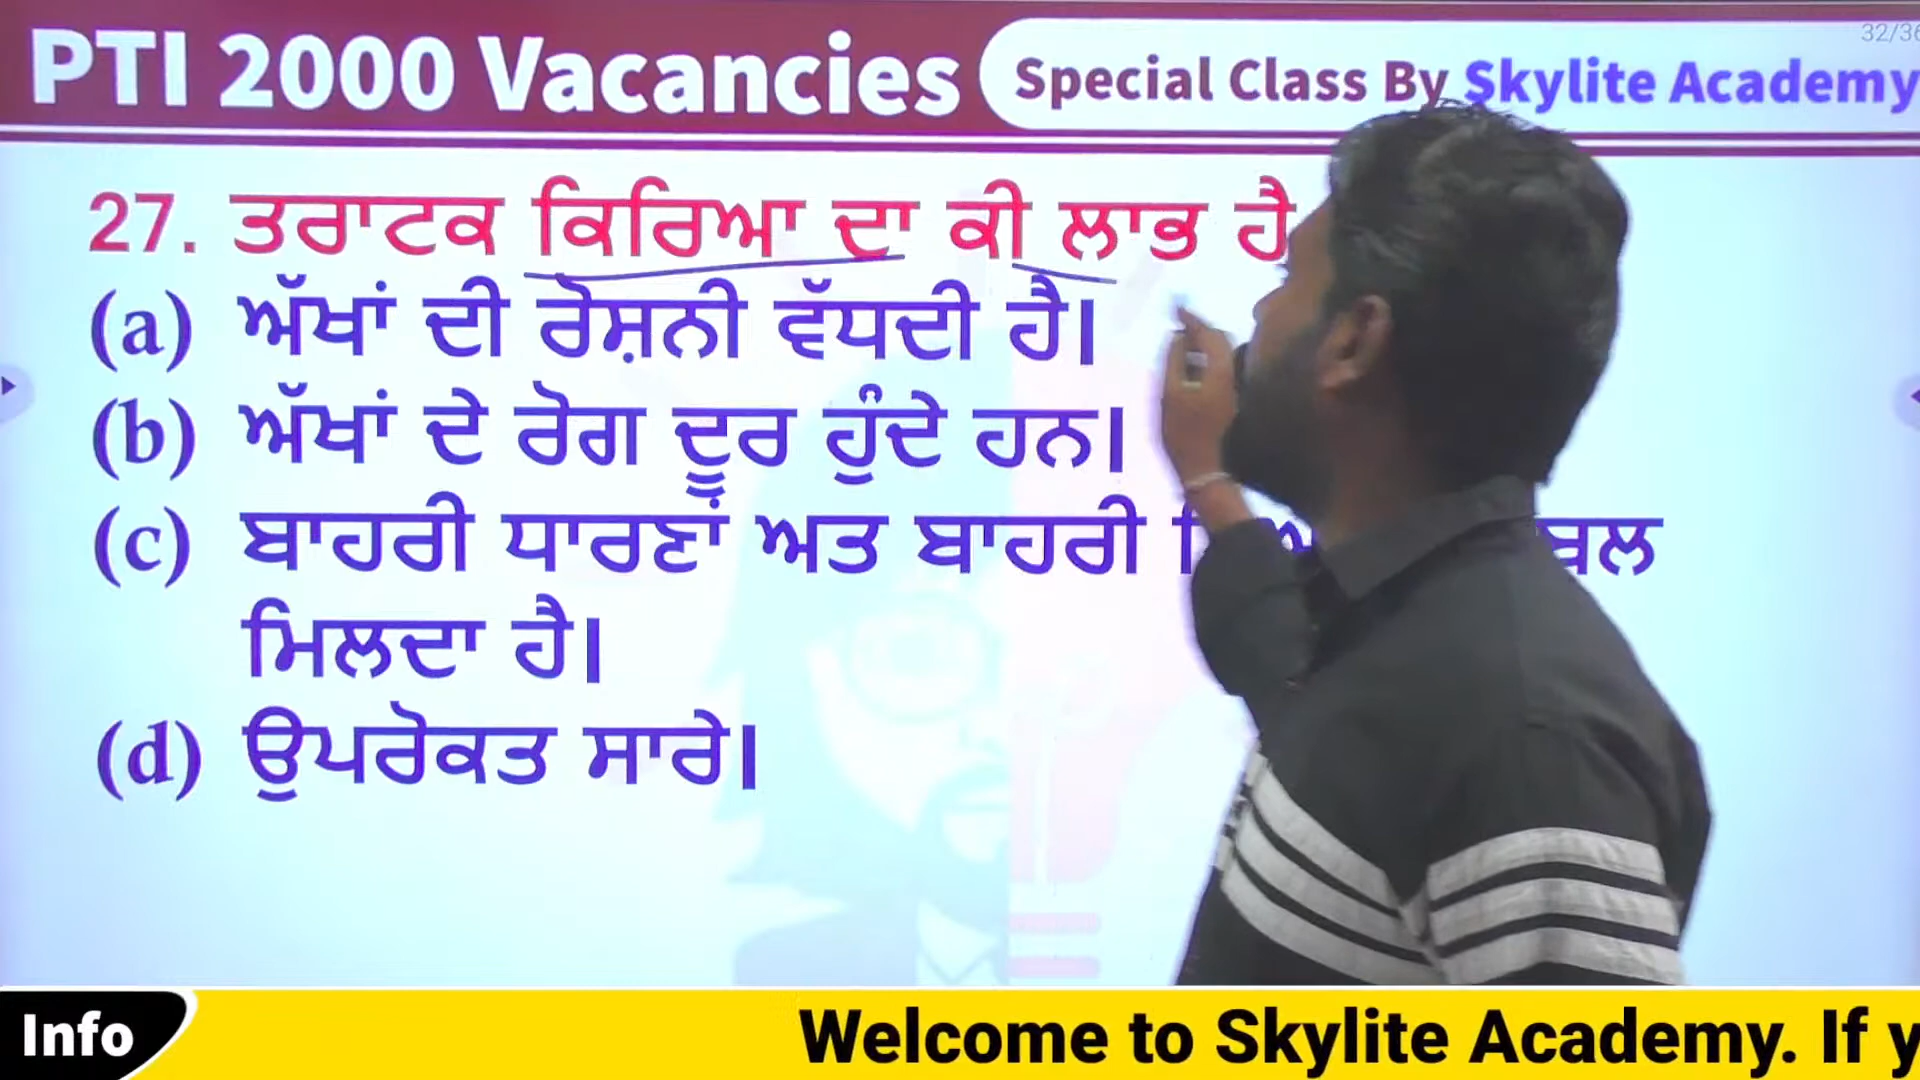 32/36
PTI 2000 Vacancies Special Class By Skylite Academy
27. ਤਰਾਟਕ ਕਿਰਿਆ ਦਾ ਕੀ ਲਾਭ ਹੈ
(a) ਅੱਖਾਂ ਦੀ ਰੋਸ਼ਨੀ ਵੱਧਦੀ ਹੈ।
(b) ਅੱਖਾਂ ਦੇ ਰੋਗ ਦੂਰ ਹੁੰਦੇ ਹਨ।
(c) ਬਾਹਰੀ ਧਾਰਣਾਂ ਅਤ ਬਾਹਰੀ ਬਲ
ਮਿਲਦਾ ਹੈ।
(d) ਉਪਰੋਕਤ ਸਾਰੇ।
Info
Welcome to Skylite Academy. If y